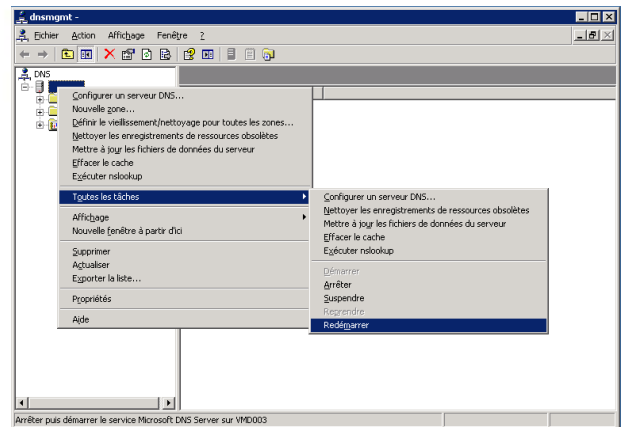 dnsmgmt -
Fichier Action Affichage Fenêtre ?
DNS
Configurer un serveur DNS...
Nouvelle zone...
Définir le vieillissement/nettoyage pour toutes les zones...
Nettoyer les enregistrements de ressources obsolètes
Mettre à jour les fichiers de données du serveur
Effacer le cache
Exécuter nslookup
Toutes les tâches
Affichage
Nouvelle fenêtre à partir d'ici
Supprimer
Actualiser
Exporter la liste...
Propriétés
Aide
Configurer un serveur DNS...
Nettoyer les enregistrements de ressources obsolètes
Mettre à jour les fichiers de données du serveur
Effacer le cache
Exécuter nslookup
Démarrer
Arrêter
Suspendre
Reprendre
Redémarrer
Arrêter puis démarrer le service Microsoft DNS Server sur VMD003